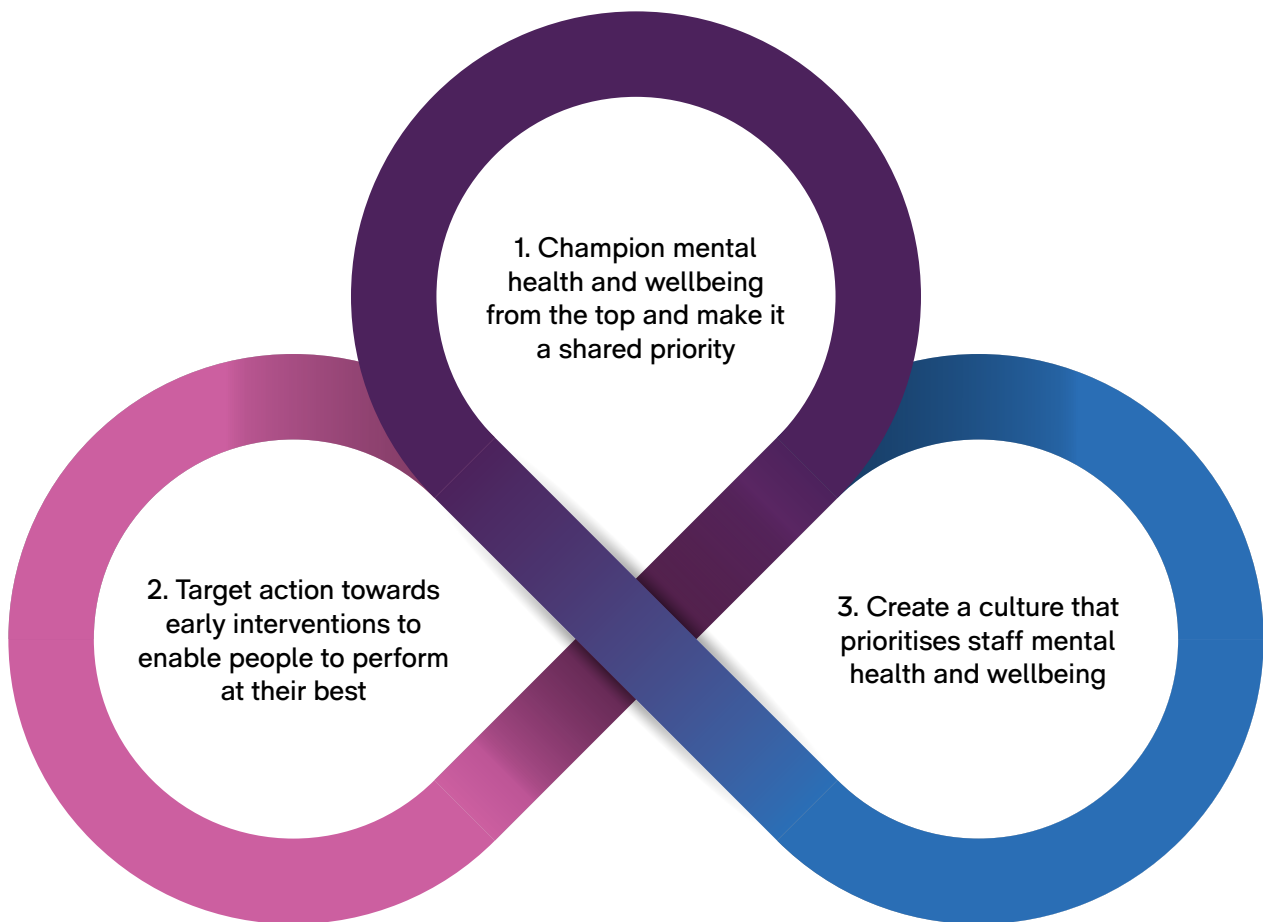 1. Champion mental
health and wellbeing
from the top and make it
a shared priority
2. Target action towards
early interventions to
enable people to perform
at their best
3. Create a culture that
prioritises staff mental
health and wellbeing